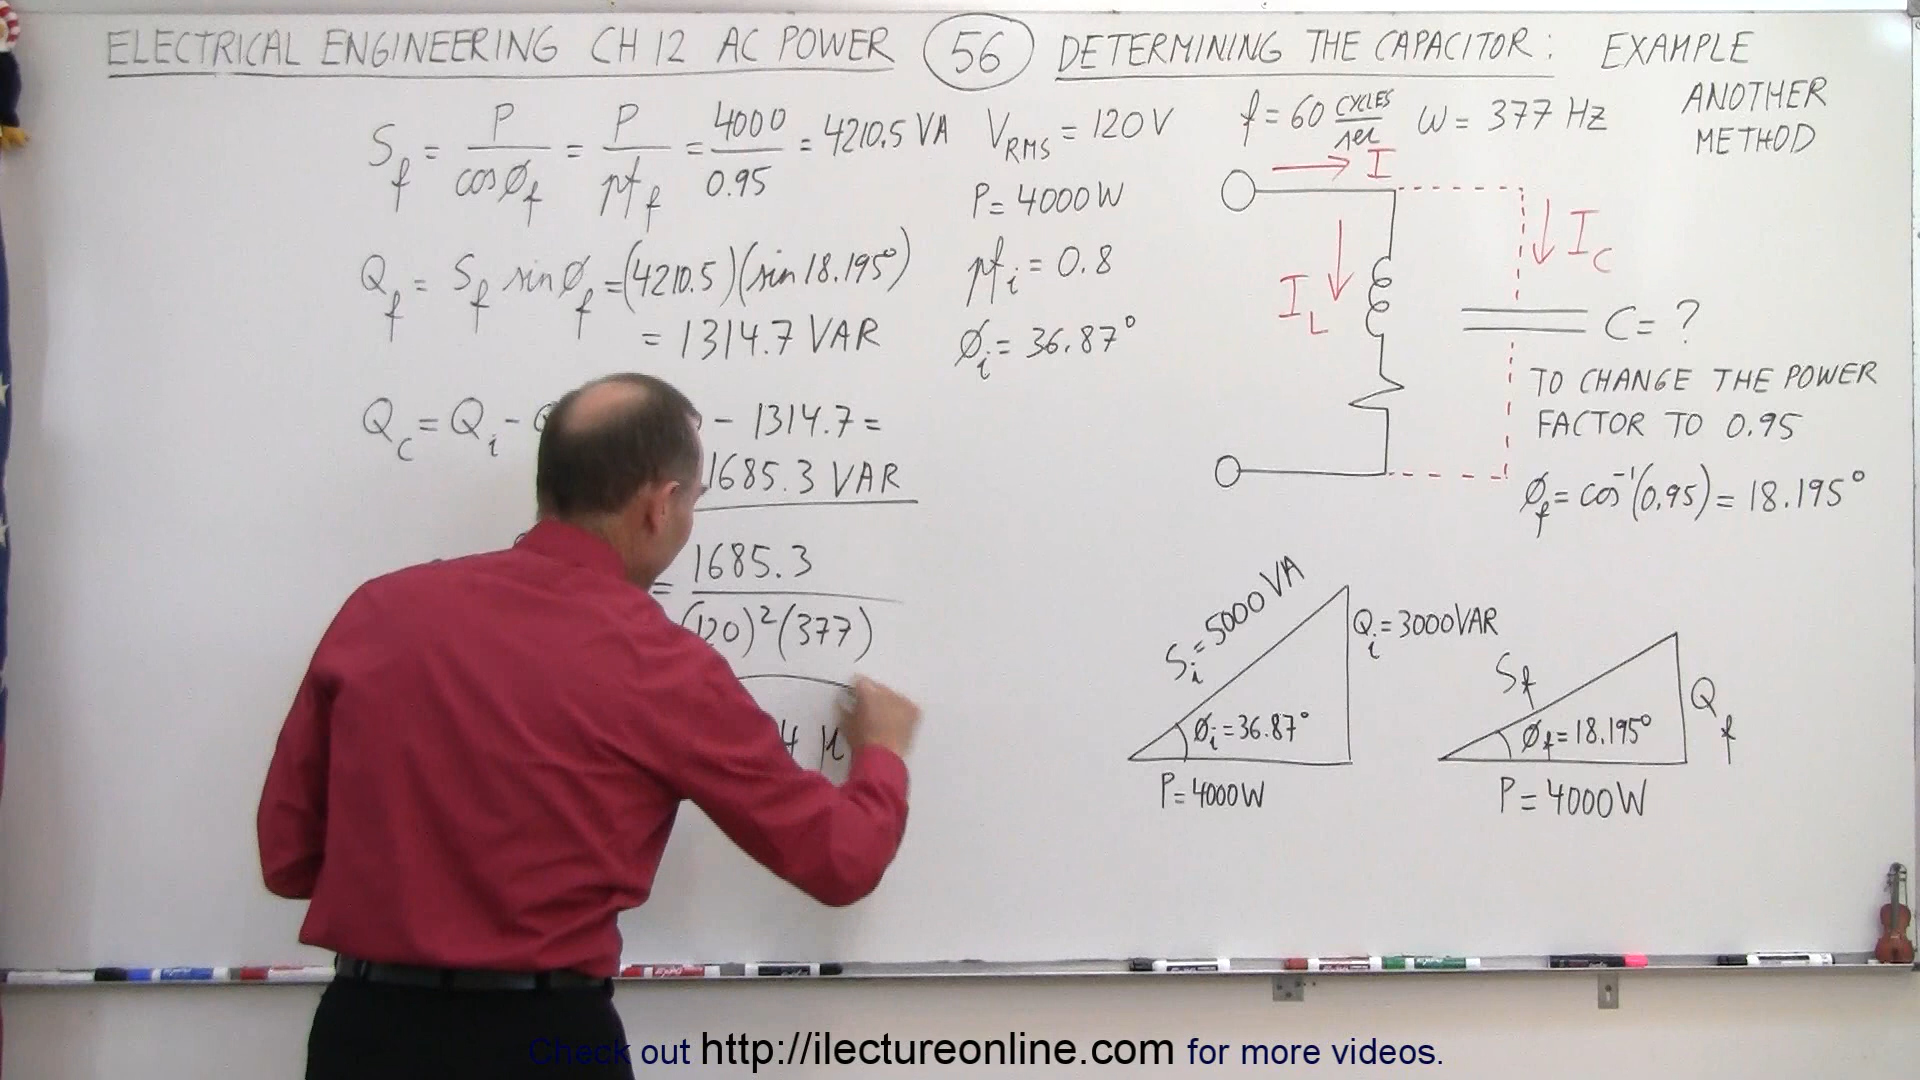 ELECTRICAL ENGINEERING CH 12 AC POWER 56 DETERMINING THE CAPACITOR: EXAMPLE
ANOTHER
METHOD
S_f = P/cosø_f = P/pf_f = 4000/0.95 = 4210.5 VA
Q_f = S_f sinø_f = (4210.5)(sin 18.195°)
= 1314.7 VAR
Q_C = Q_i - - 1314.7 =
1685.3 VAR
= 1685.3/(120)²(377)
4 μ
V_RMS = 120 V
P = 4000 W
pf_i = 0.8
ø_i = 36.87°
f = 60 CYCLES/sec ω = 377 Hz
I
I_L
I_C
C = ?
TO CHANGE THE POWER
FACTOR TO 0.95
ø_f = cos⁻¹(0.95) = 18.195°
S_i = 5000 VA
Q_i = 3000 VAR
ø_i = 36.87°
P = 4000 W
S_f
Q_f
ø_f = 18.195°
P = 4000 W
Check out http://ilectureonline.com for more videos.